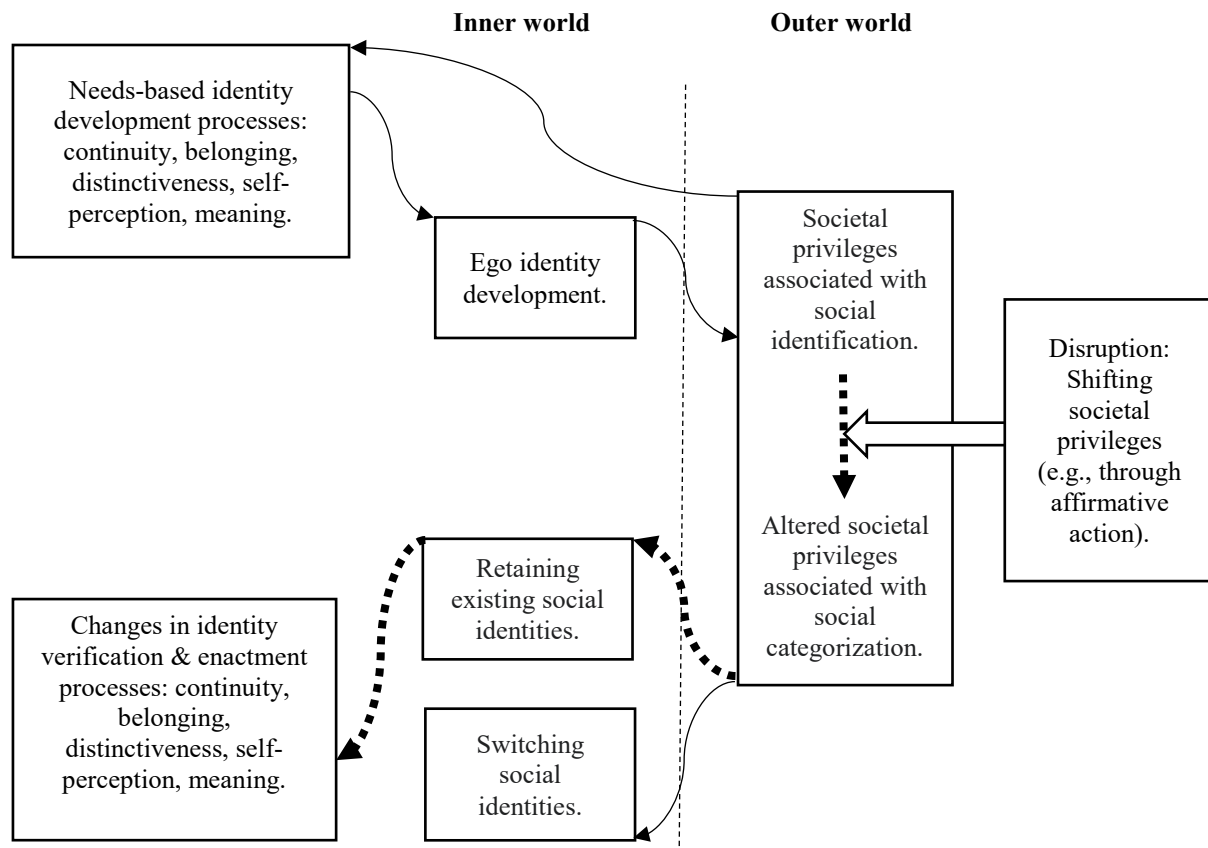 Inner world
Outer world
Needs-based identity
development processes:
continuity, belonging,
distinctiveness, self-
perception, meaning.
Ego identity
development.
Societal
privileges
associated with
social
identification.
Disruption:
Shifting
societal
privileges
(e.g., through
affirmative
action).
Altered societal
privileges
associated with
social
categorization.
Retaining
existing social
identities.
Changes in identity
verification & enactment
processes: continuity,
belonging,
distinctiveness, self-
perception, meaning.
Switching
social
identities.